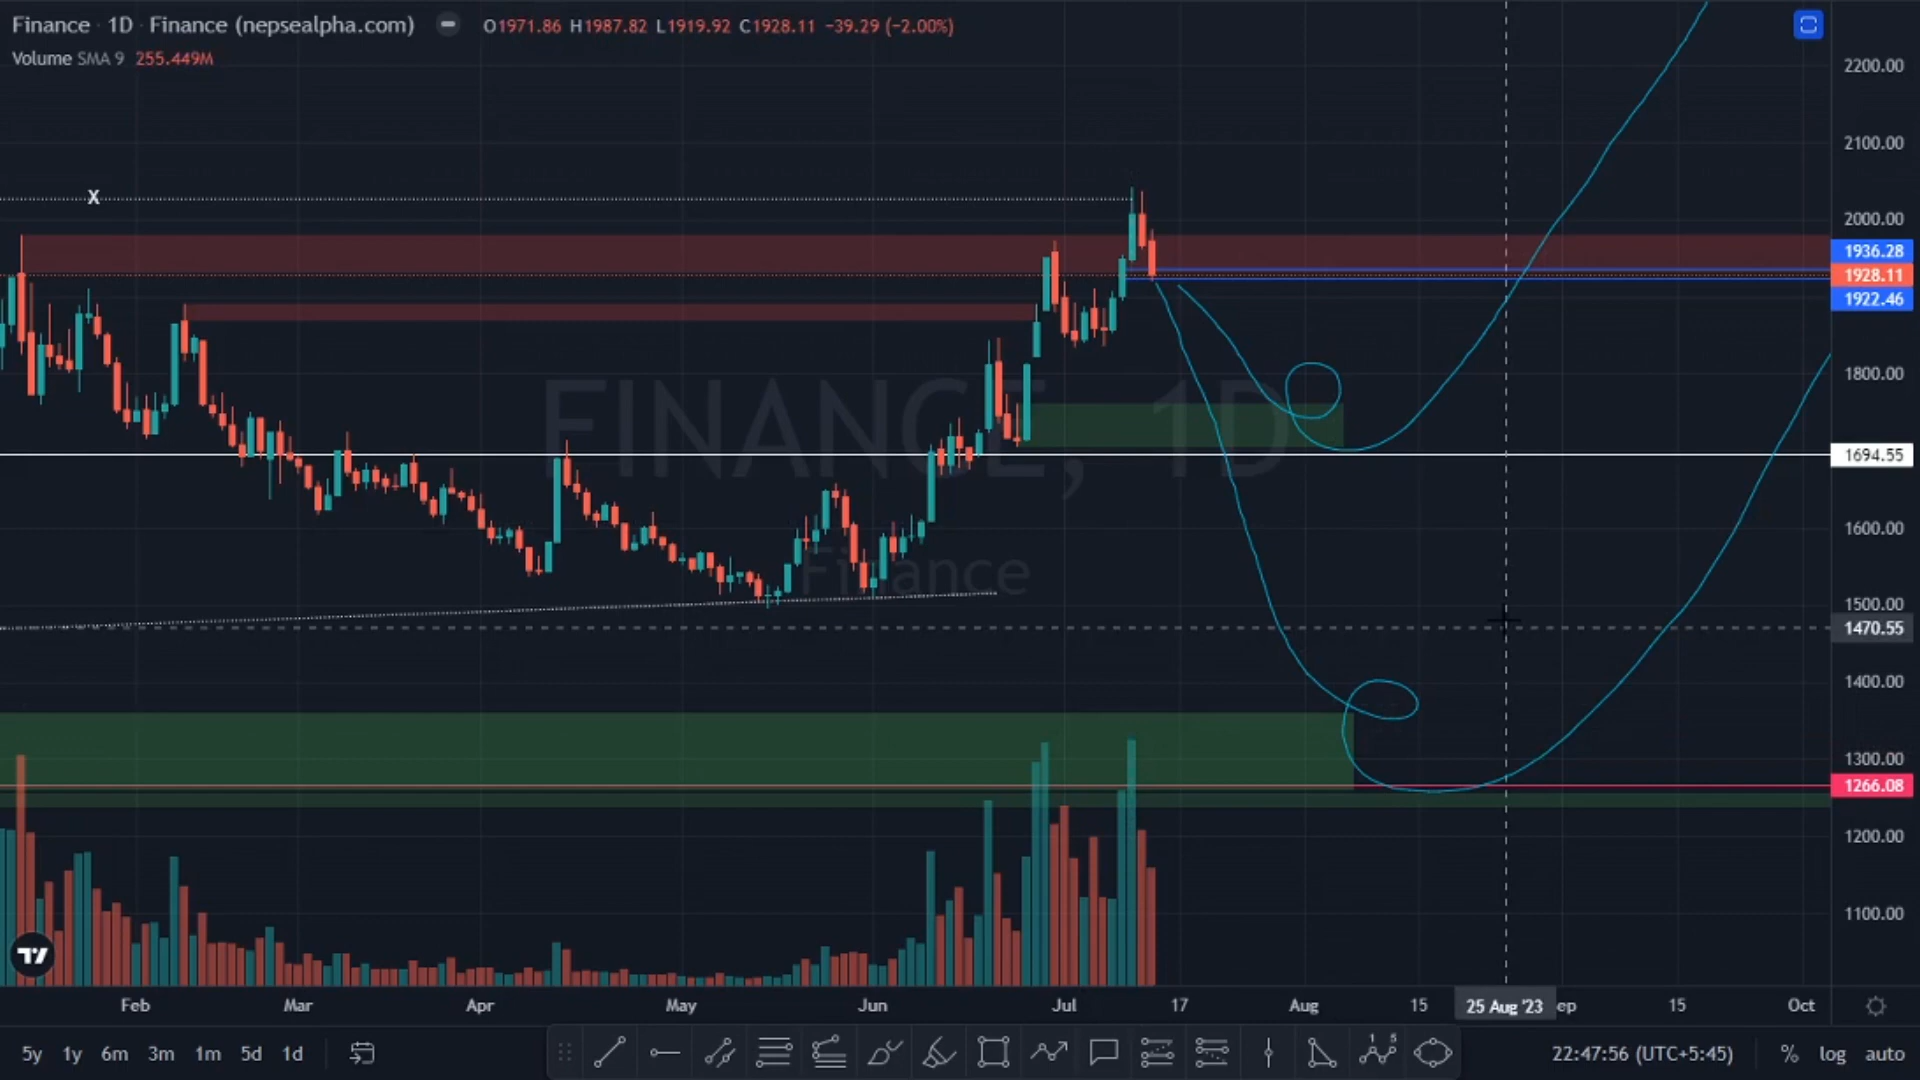 Finance · 1D · Finance (nepsealpha.com) O1971.86 H1987.82 L1919.92 C1928.11 −39.29 (−2.00%)
Volume SMA 9 255.449M
2200.00
2100.00
X
2000.00
1936.28
1928.11
1922.46
1800.00
FINANCE, 1D
1694.55
1600.00
Finance
1500.00
1470.55
1400.00
1300.00
1266.08
1200.00
1100.00
Feb Mar Apr May Jun Jul 17 Aug 15 25 Aug '23 ep 15 Oct
5y 1y 6m 3m 1m 5d 1d 22:47:56 (UTC+5:45) % log auto